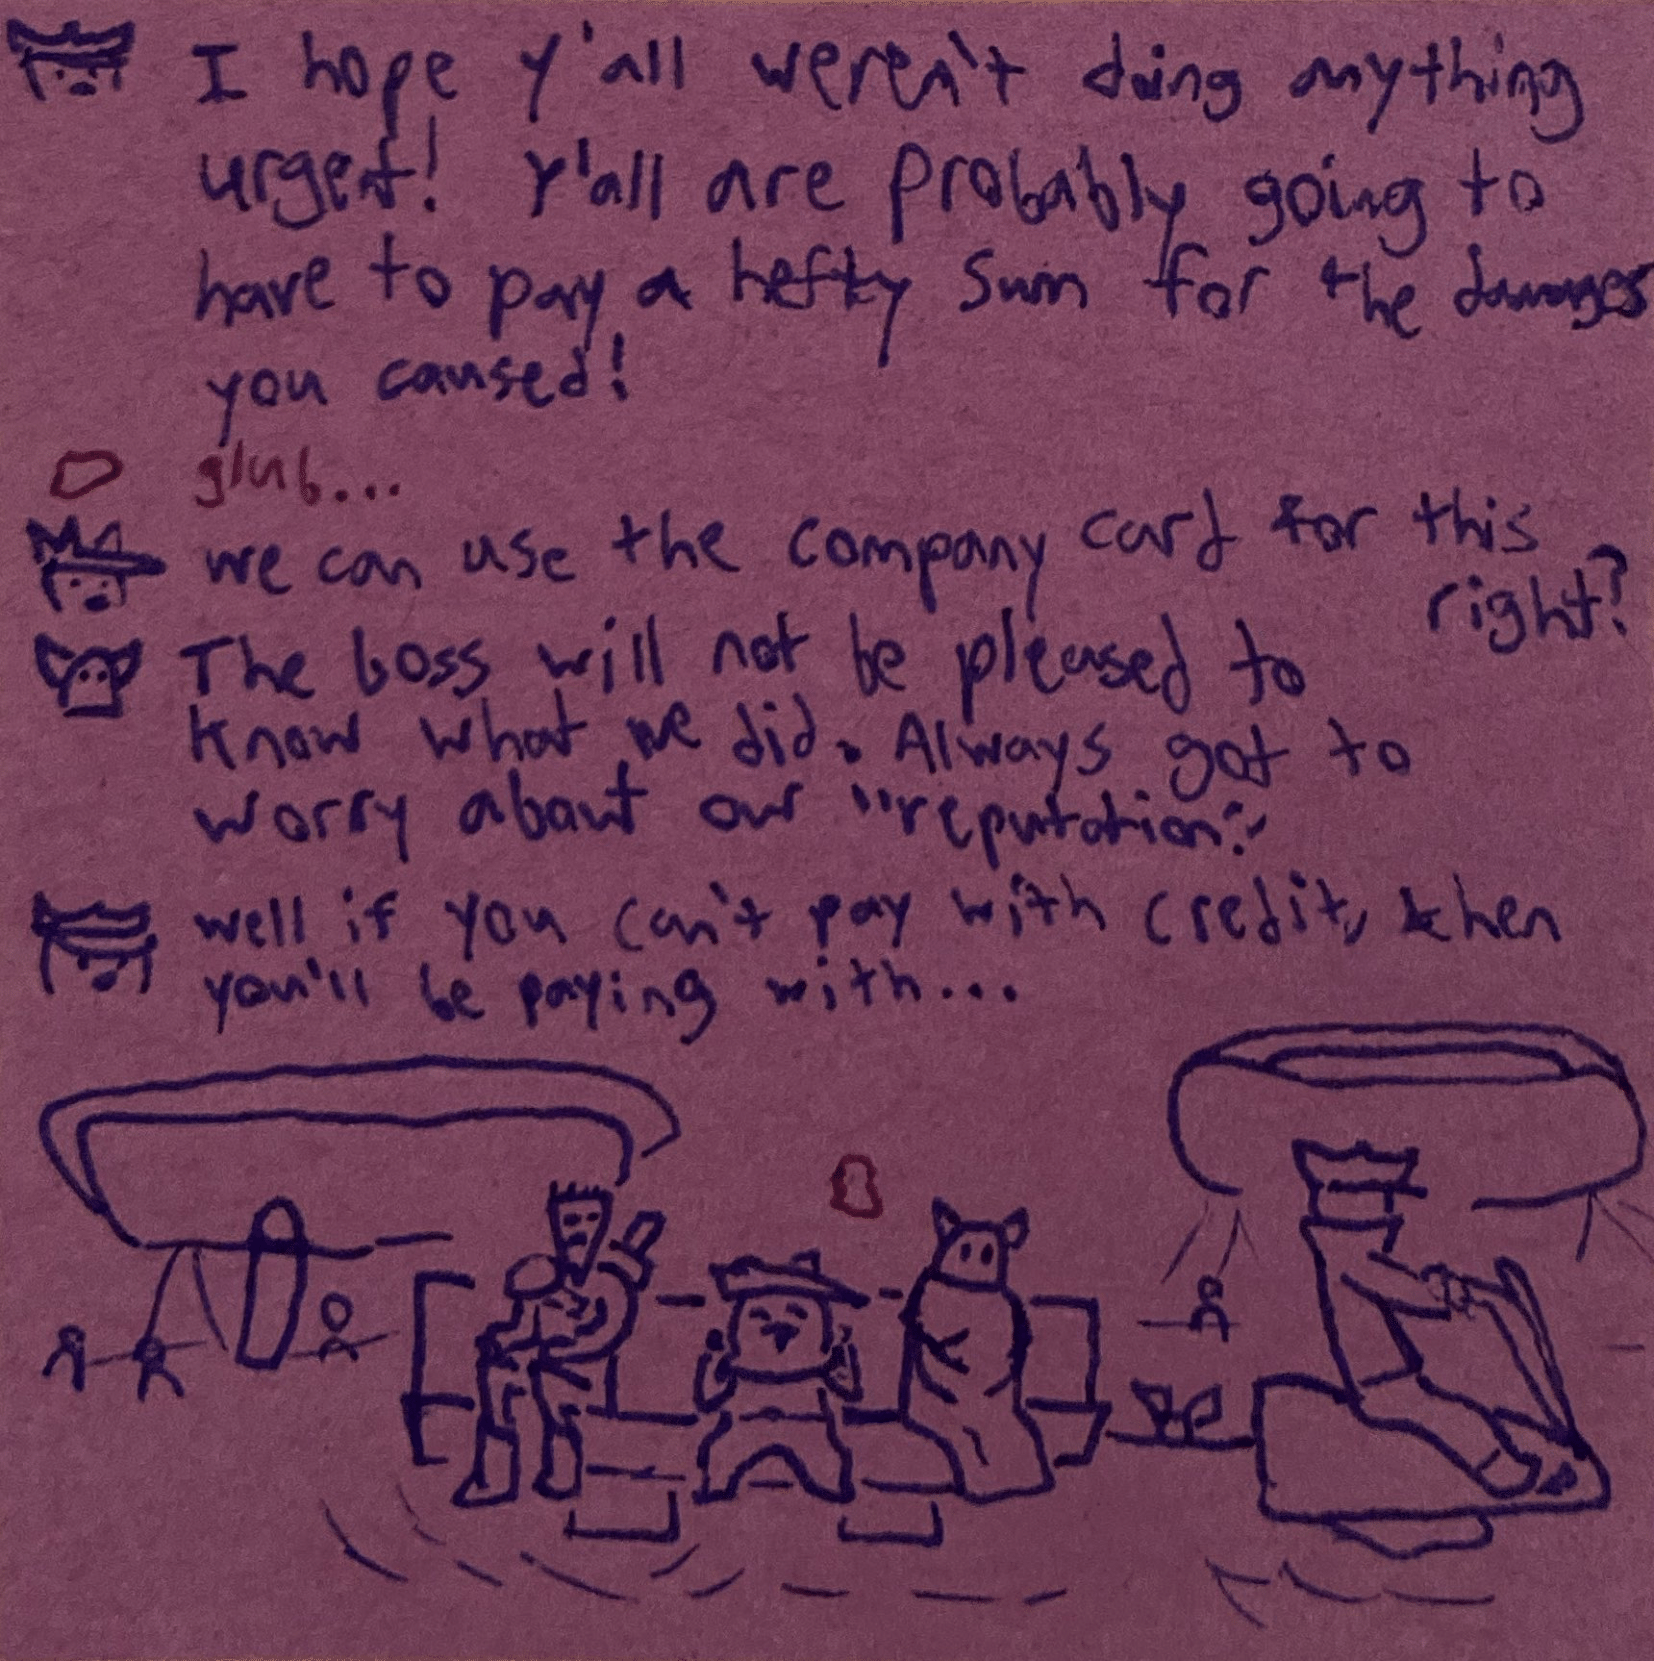 I hope y'all weren't doing anything
urgent! Y'all are probably going to
have to pay a hefty sum for the damages
you caused!
glub...
we can use the company card for this
right?
The boss will not be pleased to
know what we did. Always got to
worry about our "reputation".
well if you can't pay with credit, then
you'll be paying with...